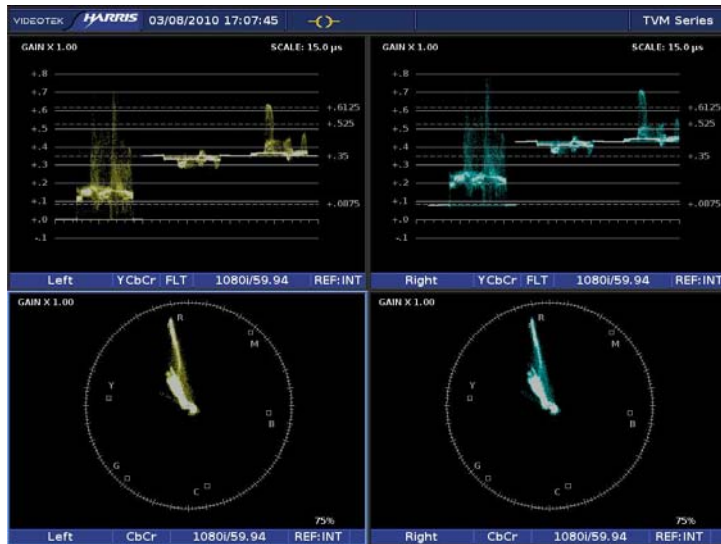 VIDEOTEK HARRIS 03/08/2010 17:07:45 TVM Series
GAIN X 1.00 SCALE: 15.0 µs
+.8
+.7
+.6
+.5
+.4
+.3
+.2
+.1
+.0
-.1
+.6125
+.525
+.35
+.0875
Left YCbCr FLT 1080i/59.94 REF:INT
GAIN X 1.00 SCALE: 15.0 µs
+.8
+.7
+.6
+.5
+.4
+.3
+.2
+.1
+.0
-.1
+.6125
+.525
+.35
+.0875
Right YCbCr FLT 1080i/59.94 REF:INT
GAIN X 1.00
R
M
Y
B
G
C
75%
Left CbCr 1080i/59.94 REF:INT
GAIN X 1.00
R
M
Y
B
G
C
75%
Right CbCr 1080i/59.94 REF:INT